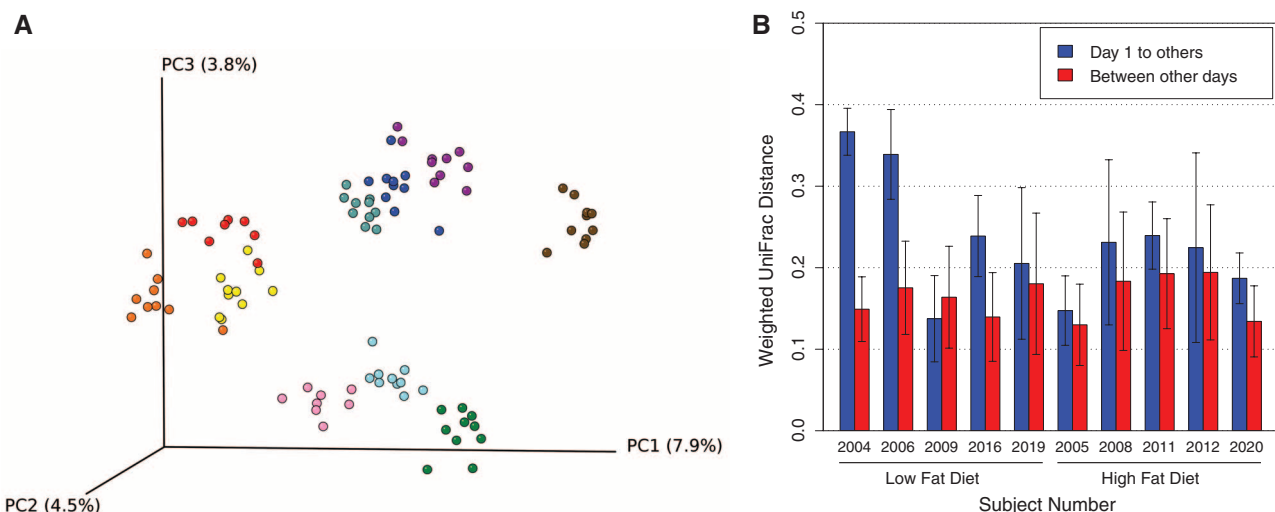 A
PC3 (3.8%)
PC1 (7.9%)
PC2 (4.5%)
B
Day 1 to others
Between other days
Weighted UniFrac Distance
0.5
0.4
0.3
0.2
0.1
0.0
2004 2006 2009 2016 2019 2005 2008 2011 2012 2020
Low Fat Diet High Fat Diet
Subject Number